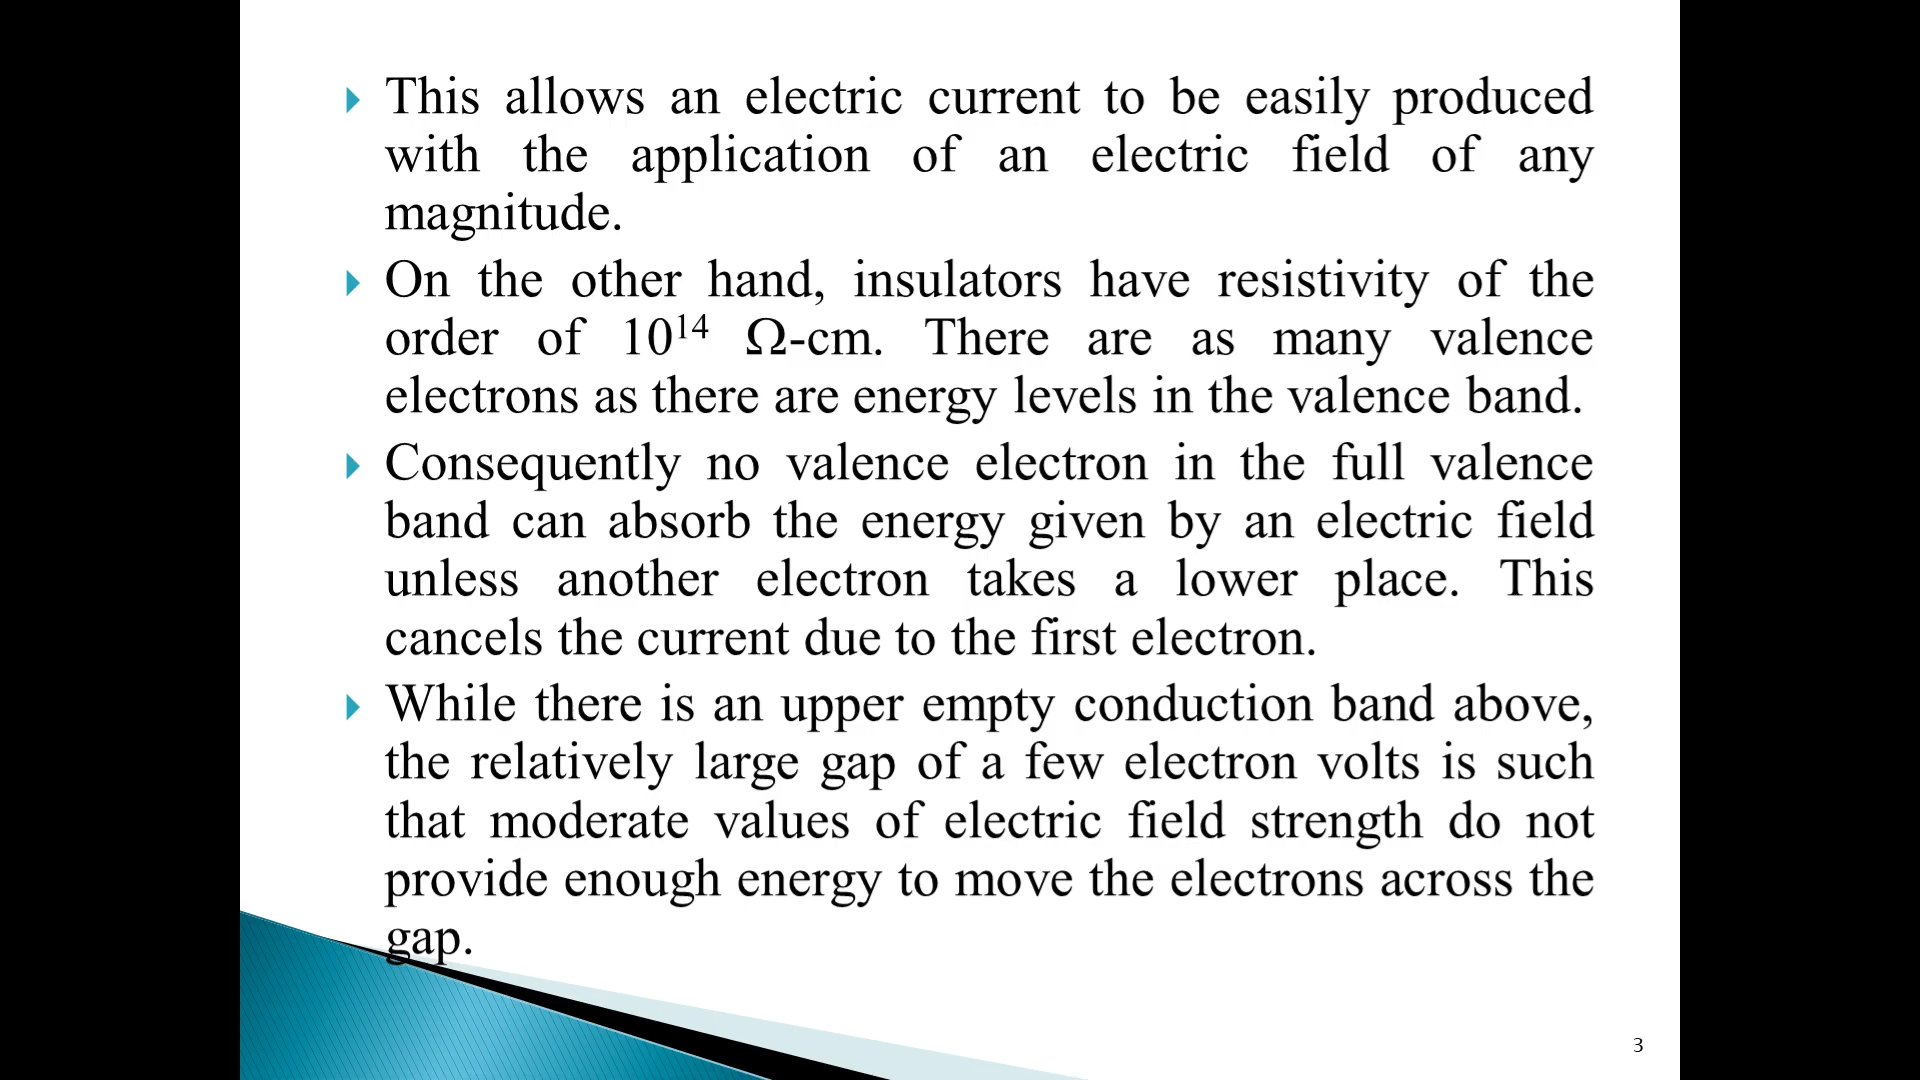 This allows an electric current to be easily produced
with the application of an electric field of any
magnitude.
On the other hand, insulators have resistivity of the
order of 10¹⁴ Ω-cm. There are as many valence
electrons as there are energy levels in the valence band.
Consequently no valence electron in the full valence
band can absorb the energy given by an electric field
unless another electron takes a lower place. This
cancels the current due to the first electron.
While there is an upper empty conduction band above,
the relatively large gap of a few electron volts is such
that moderate values of electric field strength do not
provide enough energy to move the electrons across the
gap.
3